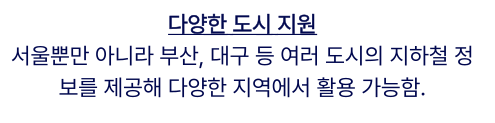 다양한 도시 지원
서울뿐만 아니라 부산, 대구 등 여러 도시의 지하철 정
보를 제공해 다양한 지역에서 활용 가능함.